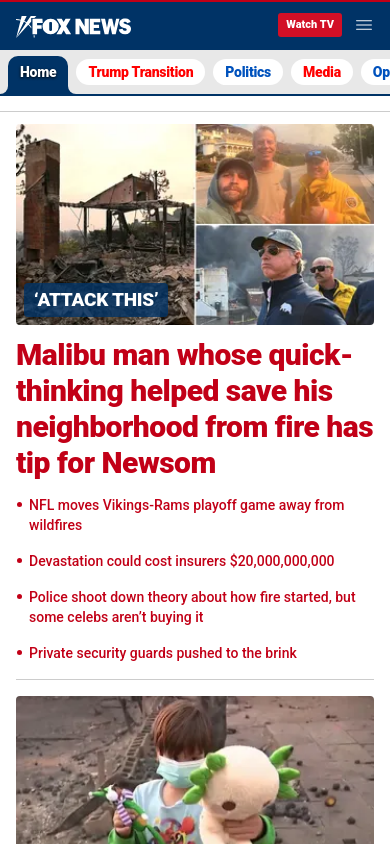 FOX NEWS
Watch TV
Home
Trump Transition
Politics
Media
Op
'ATTACK THIS'
Malibu man whose quick-
thinking helped save his
neighborhood from fire has
tip for Newsom
• NFL moves Vikings-Rams playoff game away from
wildfires
• Devastation could cost insurers $20,000,000,000
• Police shoot down theory about how fire started, but
some celebs aren’t buying it
• Private security guards pushed to the brink